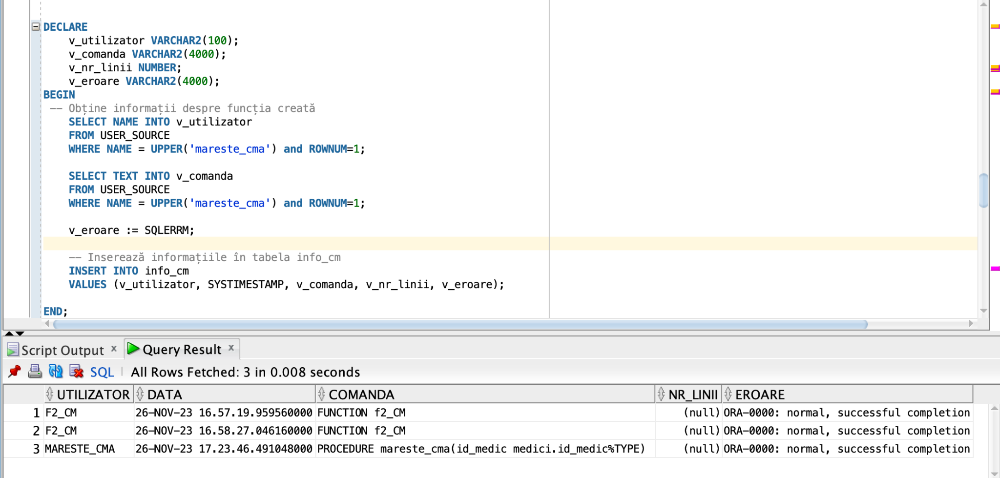 DECLARE
v_utilizator VARCHAR2(100);
v_comanda VARCHAR2(4000);
v_nr_linii NUMBER;
v_eroare VARCHAR2(4000);
BEGIN
-- Obține informații despre funcția creată
SELECT NAME INTO v_utilizator
FROM USER_SOURCE
WHERE NAME = UPPER('mareste_cma') and ROWNUM=1;
SELECT TEXT INTO v_comanda
FROM USER_SOURCE
WHERE NAME = UPPER('mareste_cma') and ROWNUM=1;
v_eroare := SQLERRM;
-- Inserează informațiile în tabela info_cm
INSERT INTO info_cm
VALUES (v_utilizator, SYSTIMESTAMP, v_comanda, v_nr_linii, v_eroare);
END;
Script Output x Query Result x
SQL All Rows Fetched: 3 in 0.008 seconds
UTILIZATOR DATA COMANDA NR_LINII EROARE
1 F2_CM 26-NOV-23 16.57.19.959560000 FUNCTION f2_CM (null) ORA-0000: normal, successful completion
2 F2_CM 26-NOV-23 16.58.27.046160000 FUNCTION f2_CM (null) ORA-0000: normal, successful completion
3 MARESTE_CMA 26-NOV-23 17.23.46.491048000 PROCEDURE mareste_cma(id_medic medici.id_medic%TYPE) (null) ORA-0000: normal, successful completion